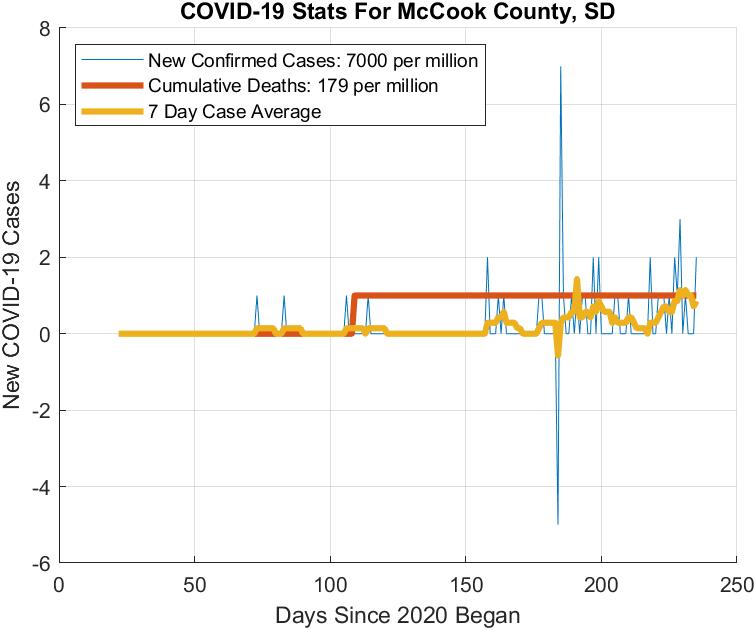 COVID-19 Stats For McCook County, SD
New Confirmed Cases: 7000 per million
Cumulative Deaths: 179 per million
7 Day Case Average
New COVID-19 Cases
8
6
4
2
0
-2
-4
-6
0 50 100 150 200 250
Days Since 2020 Began